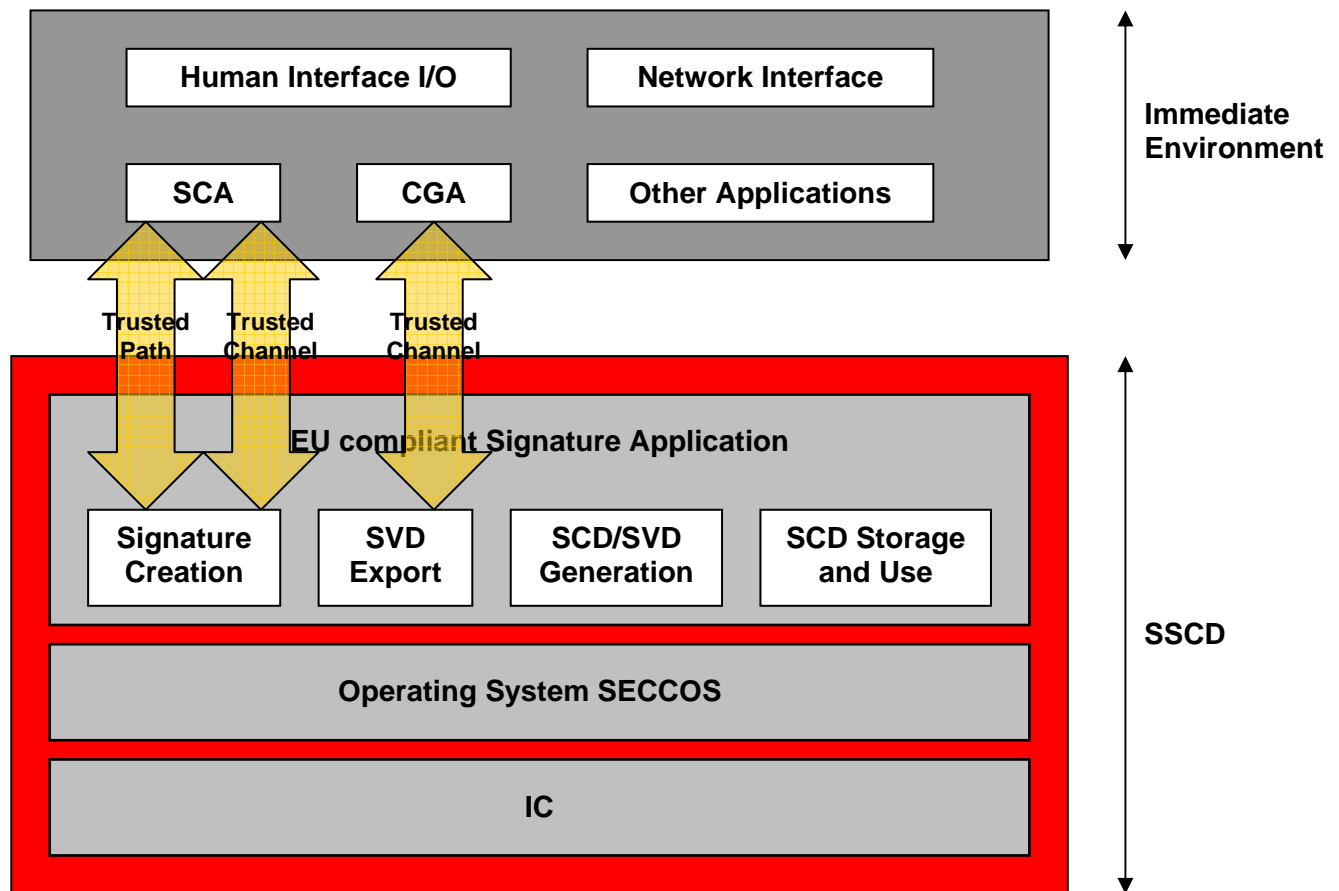 Human Interface I/O
Network Interface
Immediate
Environment
SCA
CGA
Other Applications
Trusted
Path
Trusted
Channel
Trusted
Channel
EU compliant Signature Application
Signature
Creation
SVD
Export
SCD/SVD
Generation
SCD Storage
and Use
SSCD
Operating System SECCOS
IC